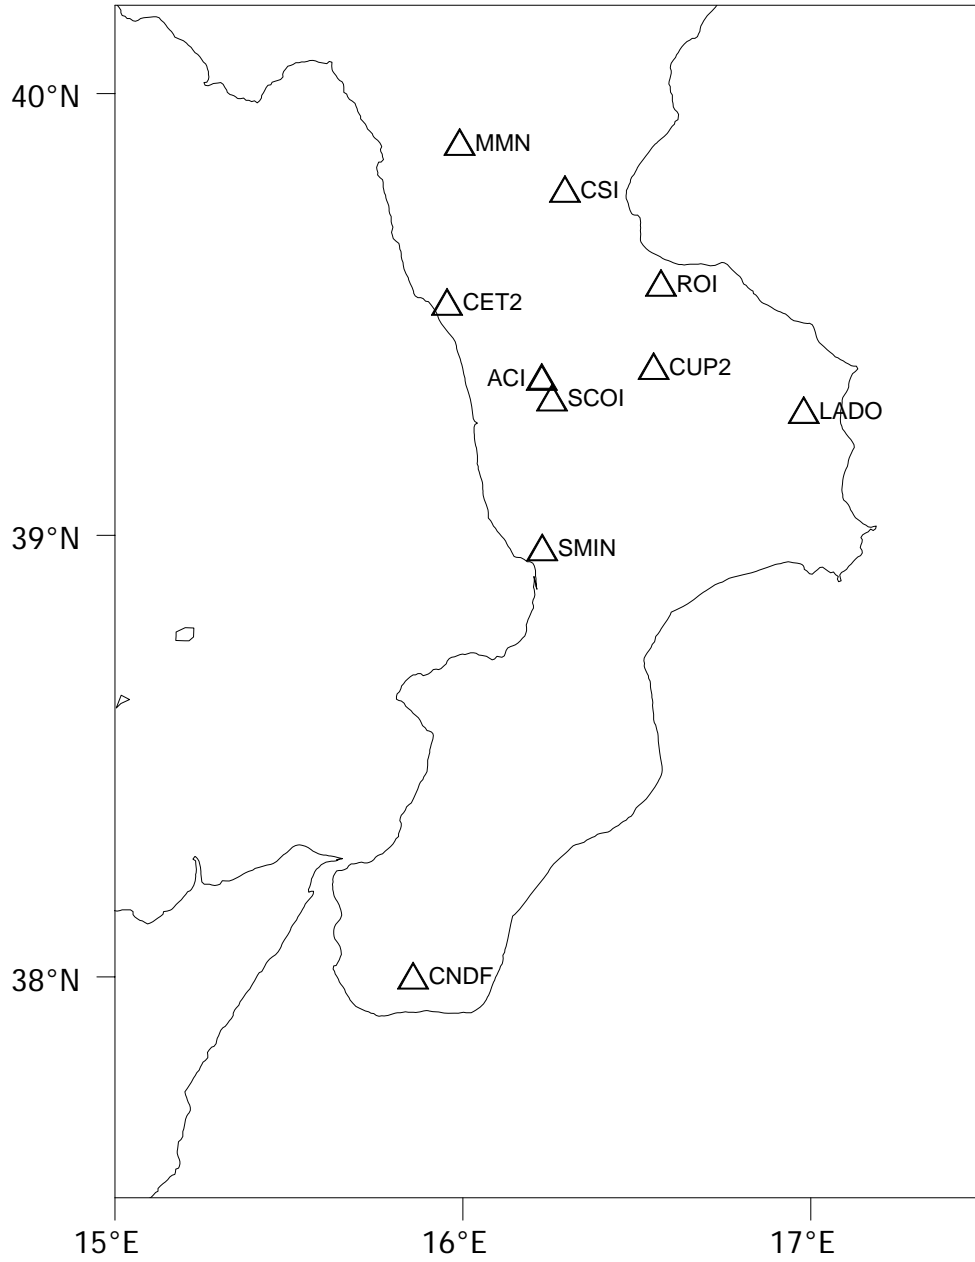 40°N
MMN
CSI
ROI
CET2
CUP2
ACI
SCOI
LADO
39°N
SMIN
38°N
CNDF
15°E
16°E
17°E